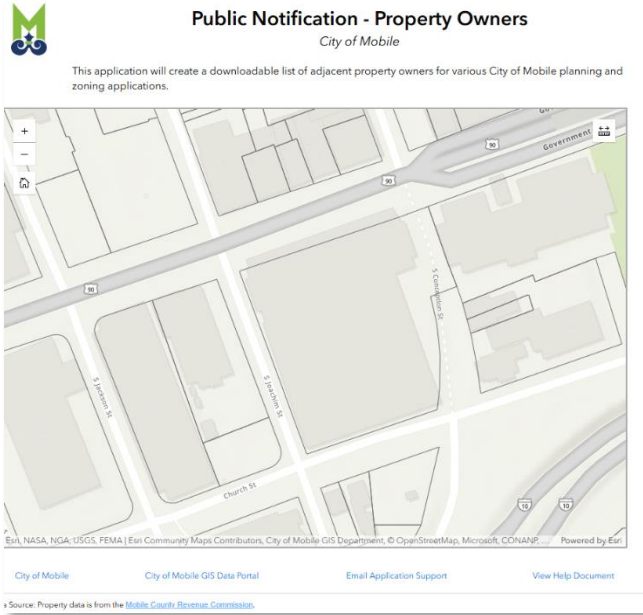 Public Notification - Property Owners
City of Mobile
This application will create a downloadable list of adjacent property owners for various City of Mobile planning and
zoning applications.
+
−
90
Government
90
90
S Conception St
S Jackson St
S Joachim St
Church St
10
10
Esri, NASA, NGA, USGS, FEMA | Esri Community Maps Contributors, City of Mobile GIS Department, © OpenStreetMap, Microsoft, CONANP, ... Powered by Esri
City of Mobile City of Mobile GIS Data Portal Email Application Support View Help Document
a Source: Property data is from the Mobile County Revenue Commission.